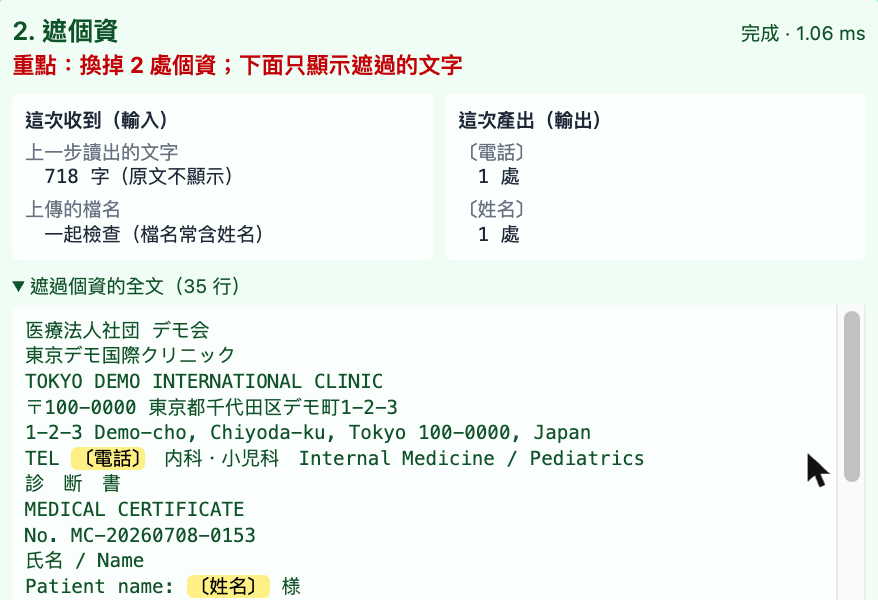 2. 遮個資
完成 · 1.06 ms
重點：換掉 2 處個資；下面只顯示遮過的文字
這次收到（輸入）
上一步讀出的文字
718 字（原文不顯示）
上傳的檔名
一起檢查（檔名常含姓名）
這次產出（輸出）
〔電話〕
1 處
〔姓名〕
1 處
▼ 遮過個資的全文（35 行）
医療法人社団 デモ会
東京デモ国際クリニック
TOKYO DEMO INTERNATIONAL CLINIC
〒100-0000 東京都千代田区デモ町1-2-3
1-2-3 Demo-cho, Chiyoda-ku, Tokyo 100-0000, Japan
TEL 〔電話〕 内科・小児科 Internal Medicine / Pediatrics
診 断 書
MEDICAL CERTIFICATE
No. MC-20260708-0153
氏名 / Name
Patient name: 〔姓名〕 様